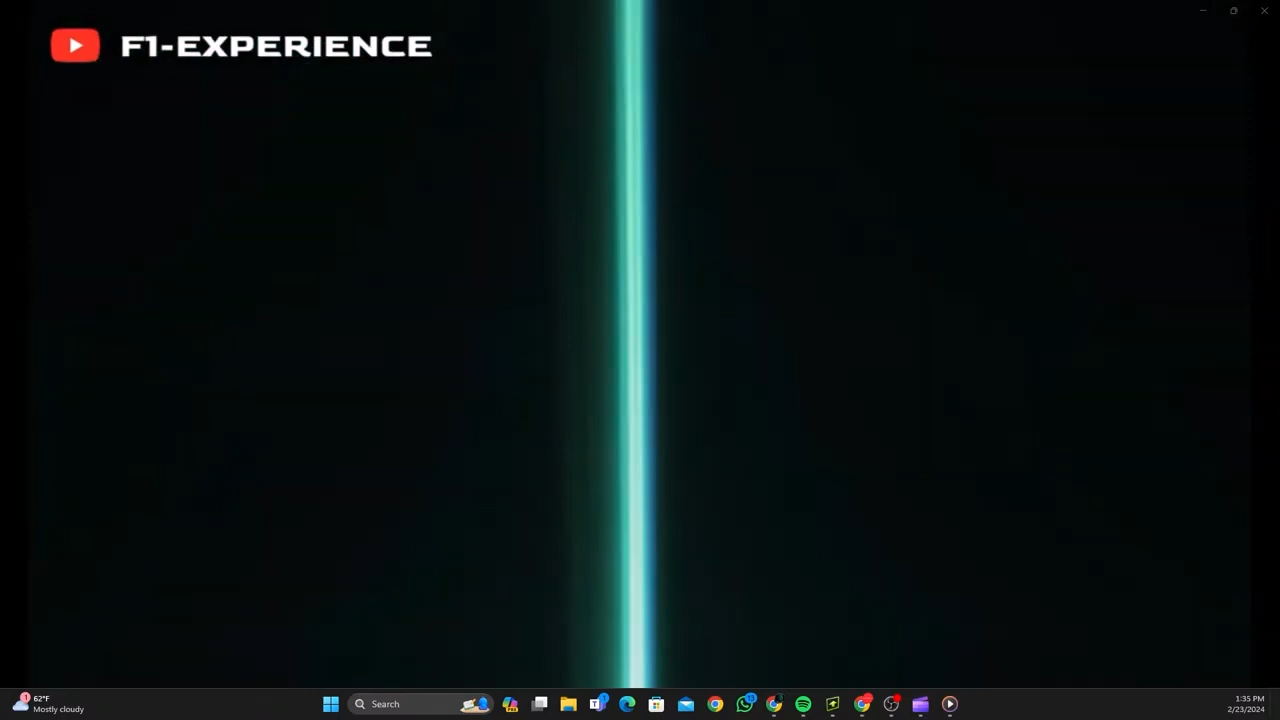 F1-EXPERIENCE
62°F
Mostly cloudy
Search
1:35 PM
2/23/2024